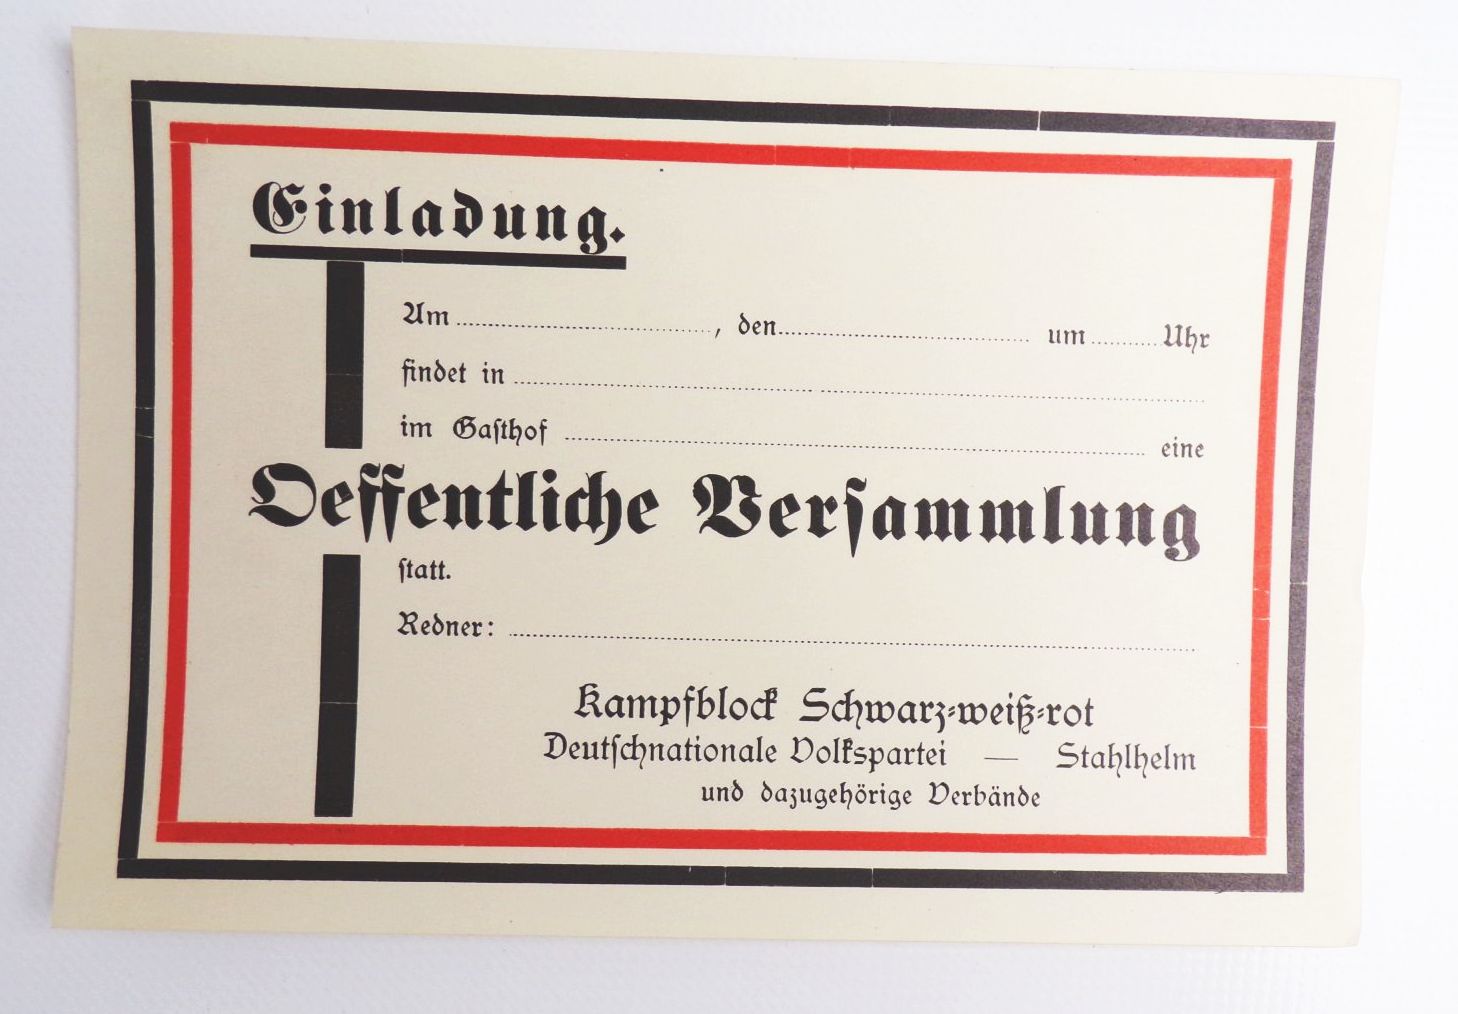 Einladung.
Am ........................, den........................ um ........Uhr
findet in ........................
im Gasthof ........................ eine
Oeffentliche Versammlung
statt.
Redner: ........................
Kampfblock Schwarz-weiß-rot
Deutschnationale Volkspartei — Stahlhelm
und dazugehörige Verbände